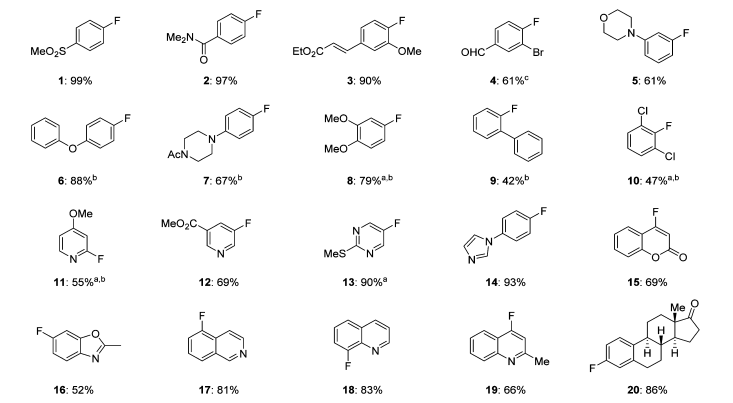 F F F F O
MeO₂S Me₂N O EtO₂C OMe OHC Br N F
1: 99% 2: 97% 3: 90% 4: 61%ᶜ 5: 61%
O F AcN N F MeO MeO F F Cl F Cl
6: 88%ᵇ 7: 67%ᵇ 8: 79%ᵃ,ᵇ 9: 42%ᵇ 10: 47%ᵃ,ᵇ
OMe N F MeO₂C F N MeS N N F N N F F O O
11: 55%ᵃ,ᵇ 12: 69% 13: 90%ᵃ 14: 93% 15: 69%
F O N F N F N F N Me F Me O H H H
16: 52% 17: 81% 18: 83% 19: 66% 20: 86%